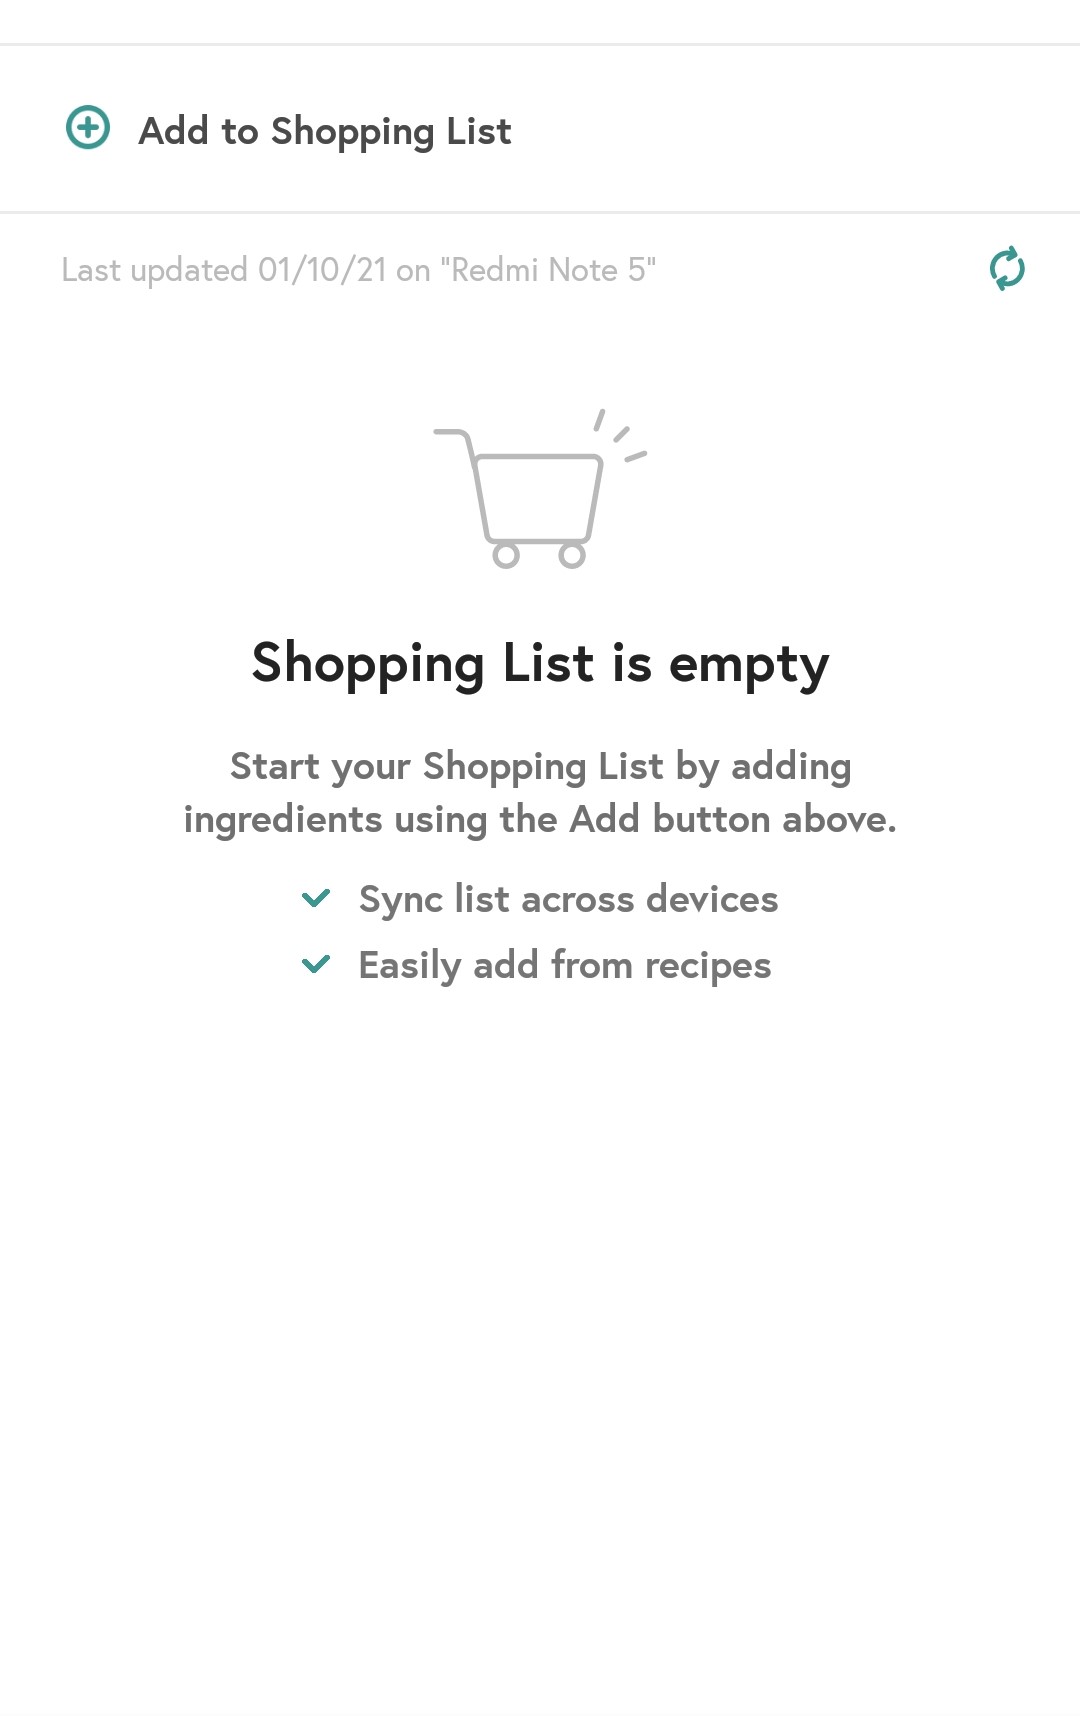 Add to Shopping List
Last updated 01/10/21 on "Redmi Note 5"
Shopping List is empty
Start your Shopping List by adding
ingredients using the Add button above.
Sync list across devices
Easily add from recipes